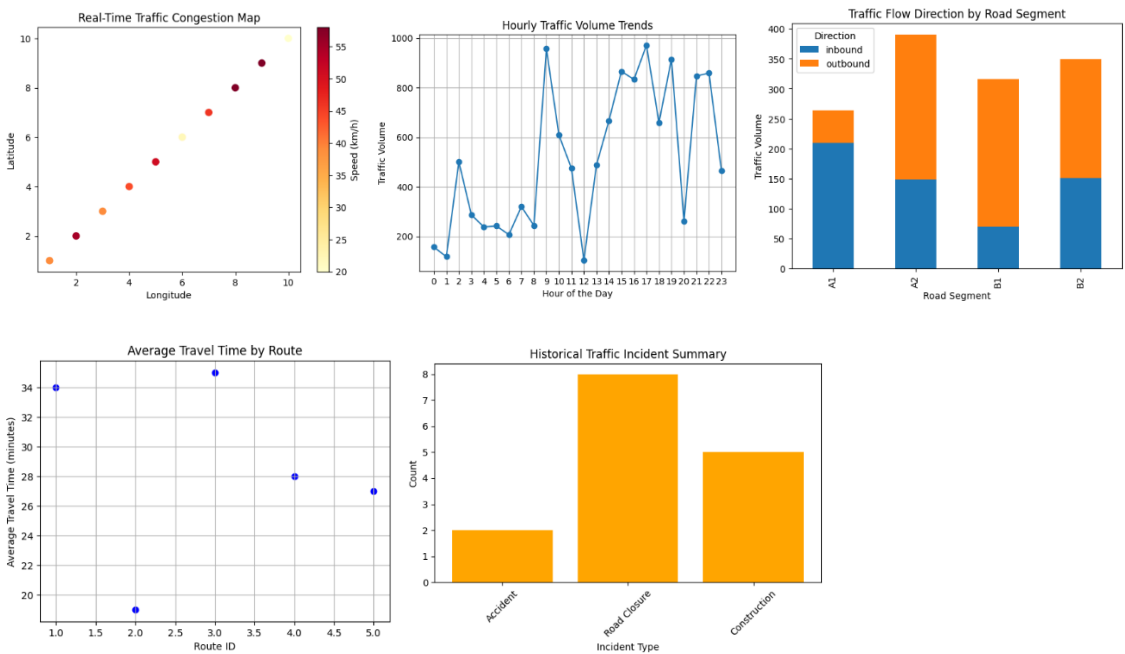 Real-Time Traffic Congestion Map
10
8
6
4
2
Latitude
2 4 6 8 10
Longitude
55
50
45
40
35
30
25
20
Speed (km/h)
Hourly Traffic Volume Trends
1000
800
600
400
200
Traffic Volume
0 1 2 3 4 5 6 7 8 9 10 11 12 13 14 15 16 17 18 19 20 21 22 23
Hour of the Day
Traffic Flow Direction by Road Segment
400
350
300
250
200
150
100
50
0
Traffic Volume
Direction
inbound
outbound
A1 A2 B1 B2
Road Segment
Average Travel Time by Route
34
32
30
28
26
24
22
20
Average Travel Time (minutes)
1.0 1.5 2.0 2.5 3.0 3.5 4.0 4.5 5.0
Route ID
Historical Traffic Incident Summary
8
7
6
5
4
3
2
1
0
Count
Accident Road Closure Construction
Incident Type